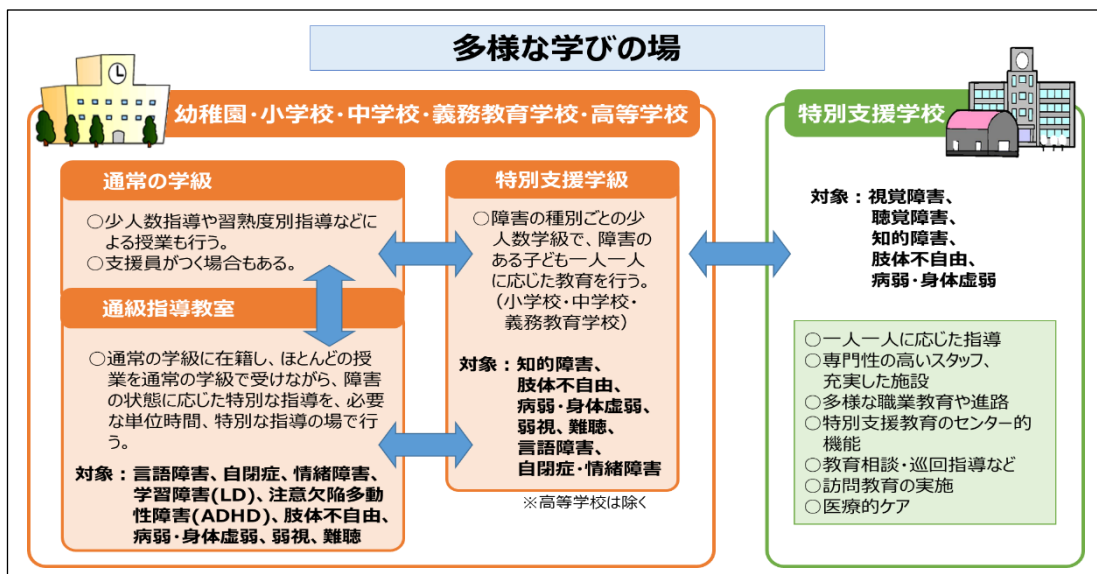 多様な学びの場
幼稚園・小学校・中学校・義務教育学校・高等学校
通常の学級
○少人数指導や習熟度別指導などに
よる授業も行う。
○支援員がつく場合もある。
通級指導教室
○通常の学級に在籍し、ほとんどの授
業を通常の学級で受けながら、障害
の状態に応じた特別な指導を、必要
な単位時間、特別な指導の場で行
う。
対象：言語障害、自閉症、情緒障害、
学習障害(LD)、注意欠陥多動
性障害(ADHD)、肢体不自由、
病弱・身体虚弱、弱視、難聴
特別支援学級
○障害の種別ごとの少
人数学級で、障害の
ある子ども一人一人
に応じた教育を行う。
(小学校・中学校・
義務教育学校)
対象：知的障害、
肢体不自由、
病弱・身体虚弱、
弱視、難聴、
言語障害、
自閉症・情緒障害
※高等学校は除く
特別支援学校
対象：視覚障害、
聴覚障害、
知的障害、
肢体不自由、
病弱・身体虚弱
○一人一人に応じた指導
○専門性の高いスタッフ、
充実した施設
○多様な職業教育や進路
○特別支援教育のセンター的
機能
○教育相談・巡回指導など
○訪問教育の実施
○医療的ケア